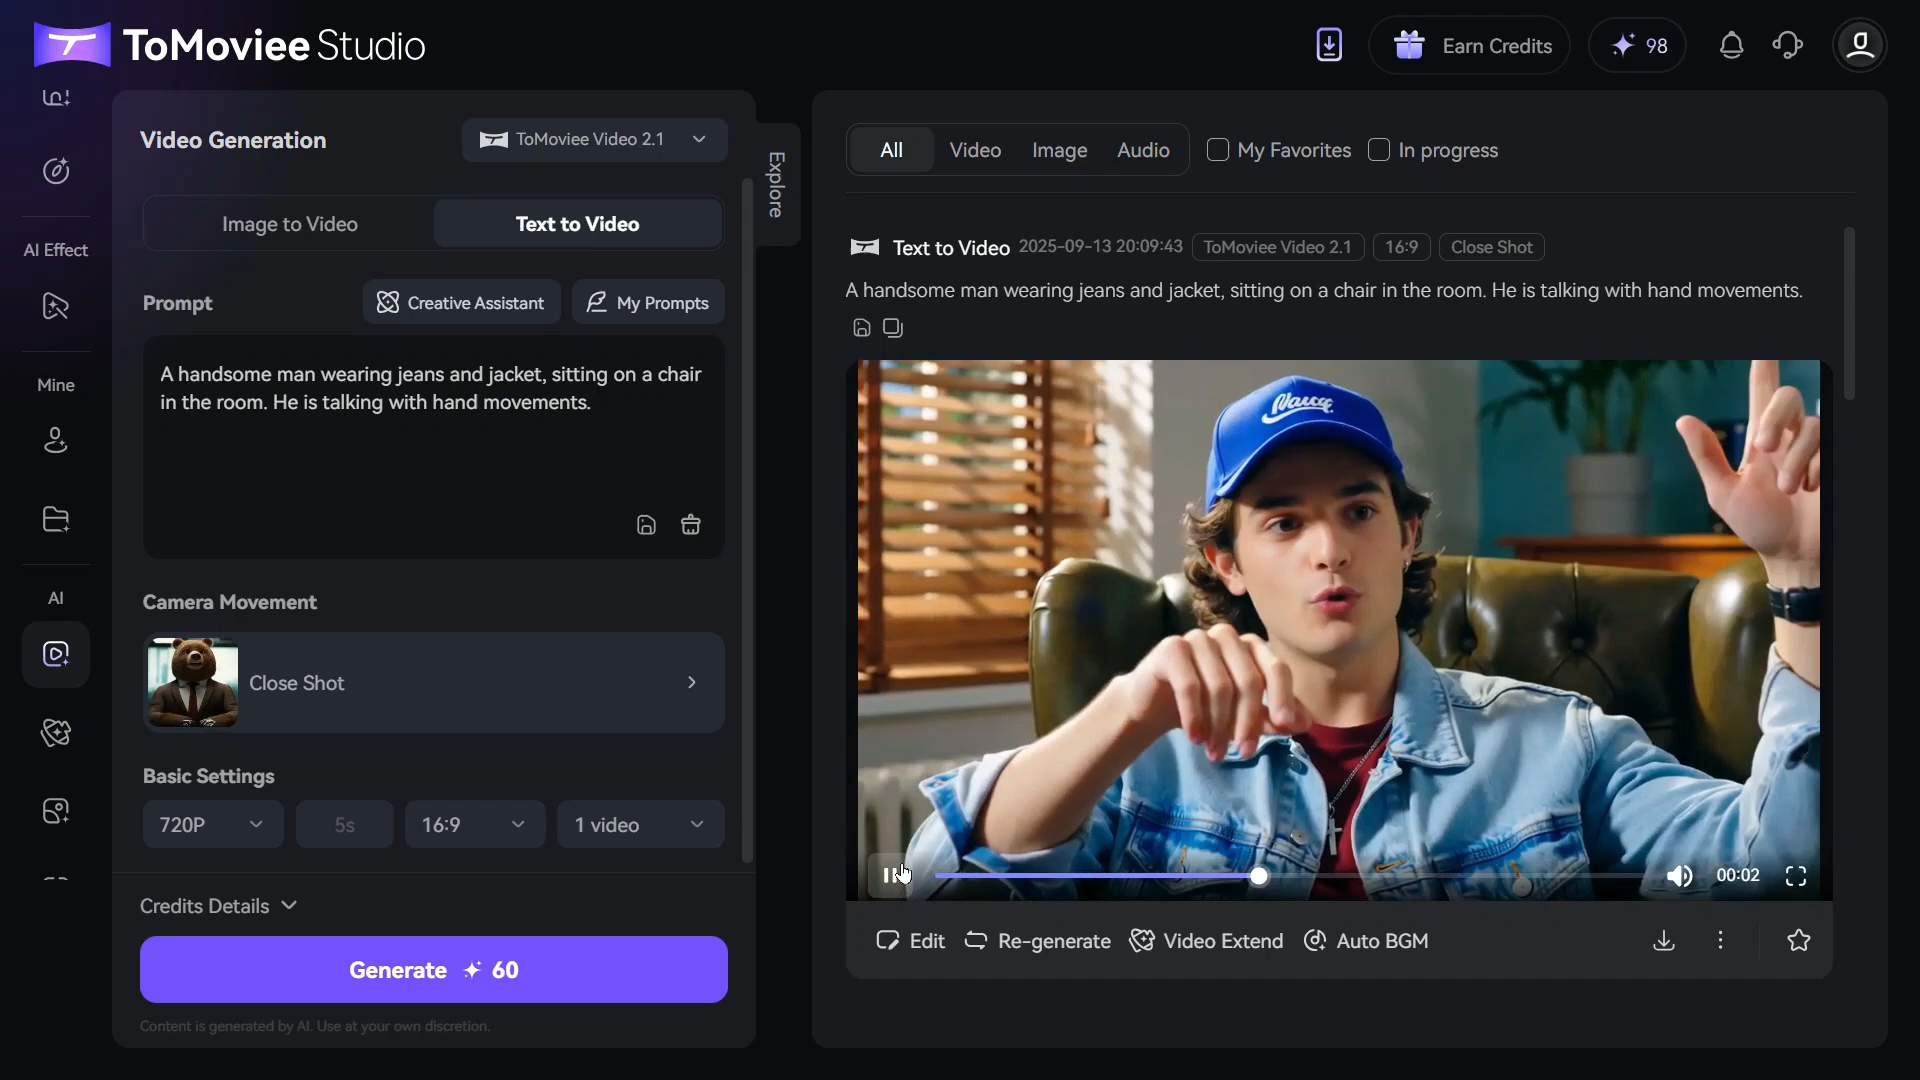 ToMoviee Studio
Earn Credits
98
AI Effect
Mine
AI
Video Generation
ToMoviee Video 2.1
Image to Video
Text to Video
Prompt
Creative Assistant
My Prompts
A handsome man wearing jeans and jacket, sitting on a chair
in the room. He is talking with hand movements.
Camera Movement
Close Shot
Basic Settings
720P
5s
16:9
1 video
Credits Details
Generate 60
Content is generated by AI. Use at your own discretion.
Explore
All
Video
Image
Audio
My Favorites
In progress
Text to Video 2025-09-13 20:09:43 ToMoviee Video 2.1 16:9 Close Shot
A handsome man wearing jeans and jacket, sitting on a chair in the room. He is talking with hand movements.
00:02
Edit
Re-generate
Video Extend
Auto BGM